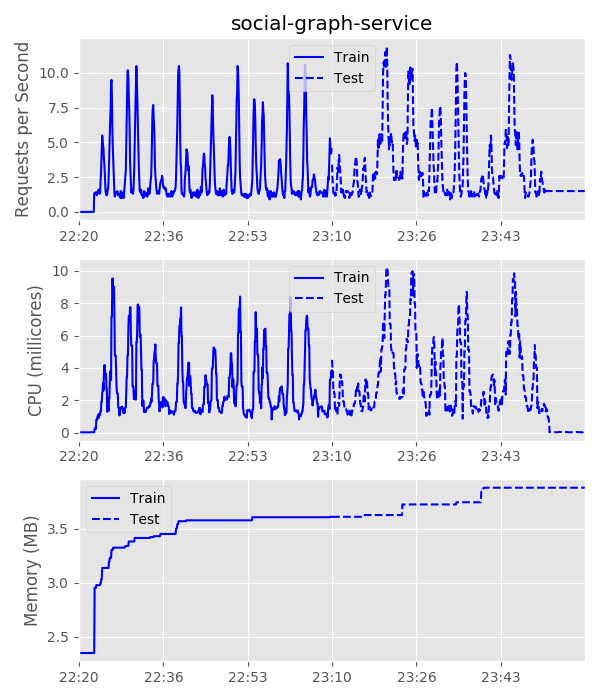 social-graph-service
Requests per Second
10.0
7.5
5.0
2.5
0.0
Train
Test
22:20 22:36 22:53 23:10 23:26 23:43
CPU (millicores)
10
8
6
4
2
0
Train
Test
22:20 22:36 22:53 23:10 23:26 23:43
Memory (MB)
3.5
3.0
2.5
Train
Test
22:20 22:36 22:53 23:10 23:26 23:43